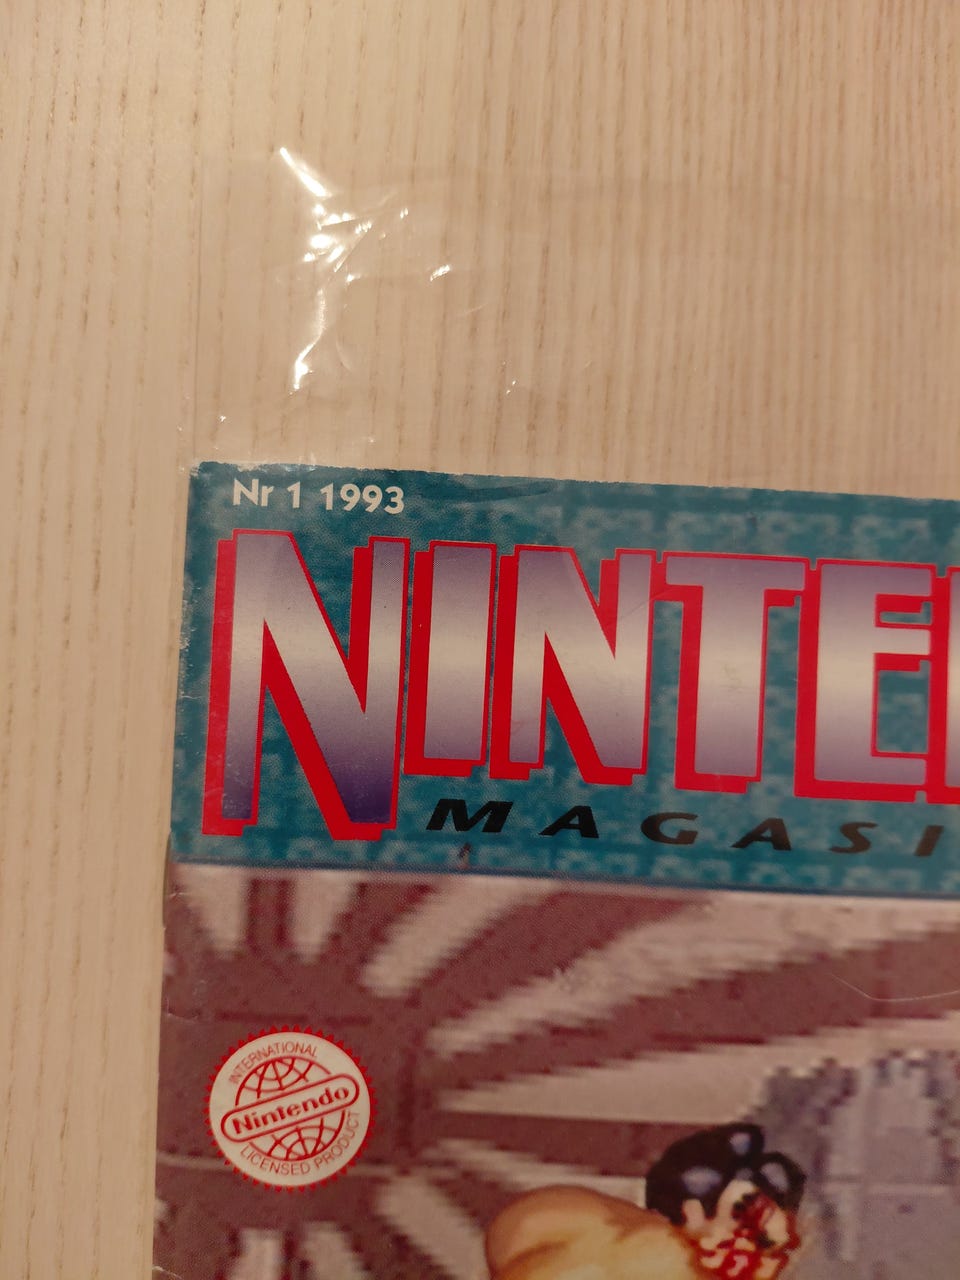 Nr 1 1993
NINTE
MAGASI
INTERNATIONAL
Nintendo
LICENSED PRODUCT